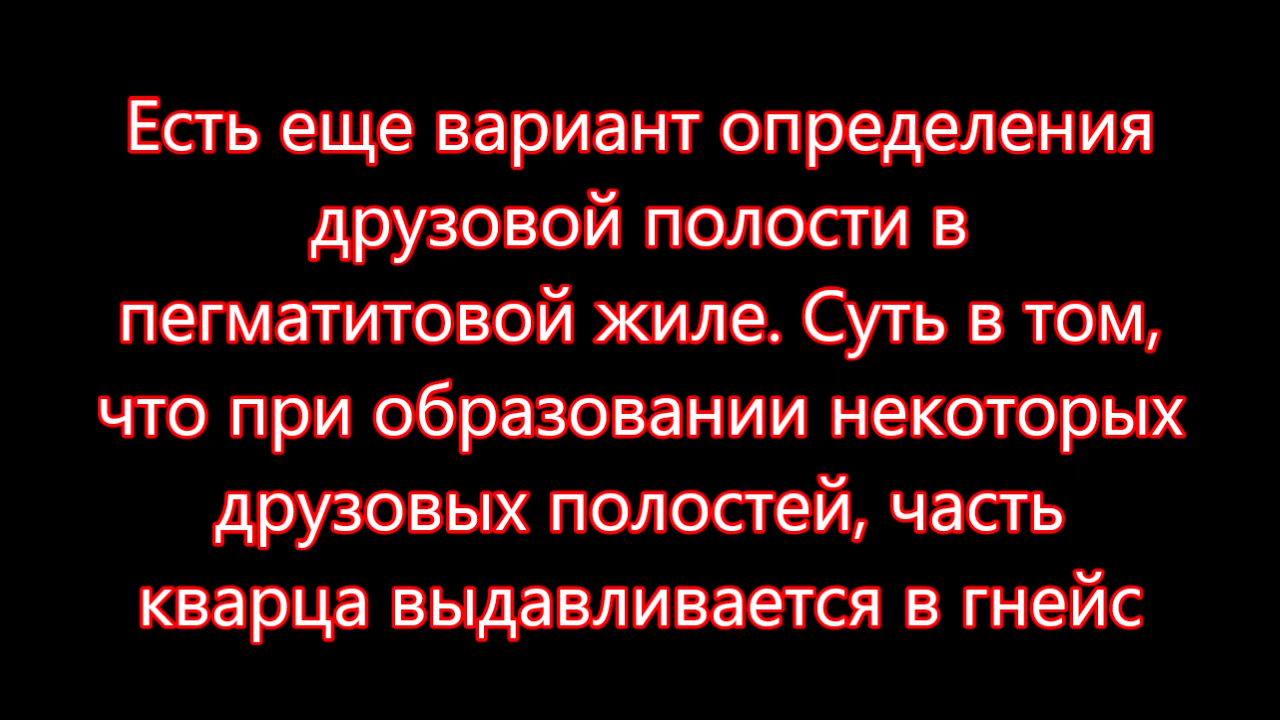 Есть еще вариант определения
друзовой полости в
пегматитовой жиле. Суть в том,
что при образовании некоторых
друзовых полостей, часть
кварца выдавливается в гнейс